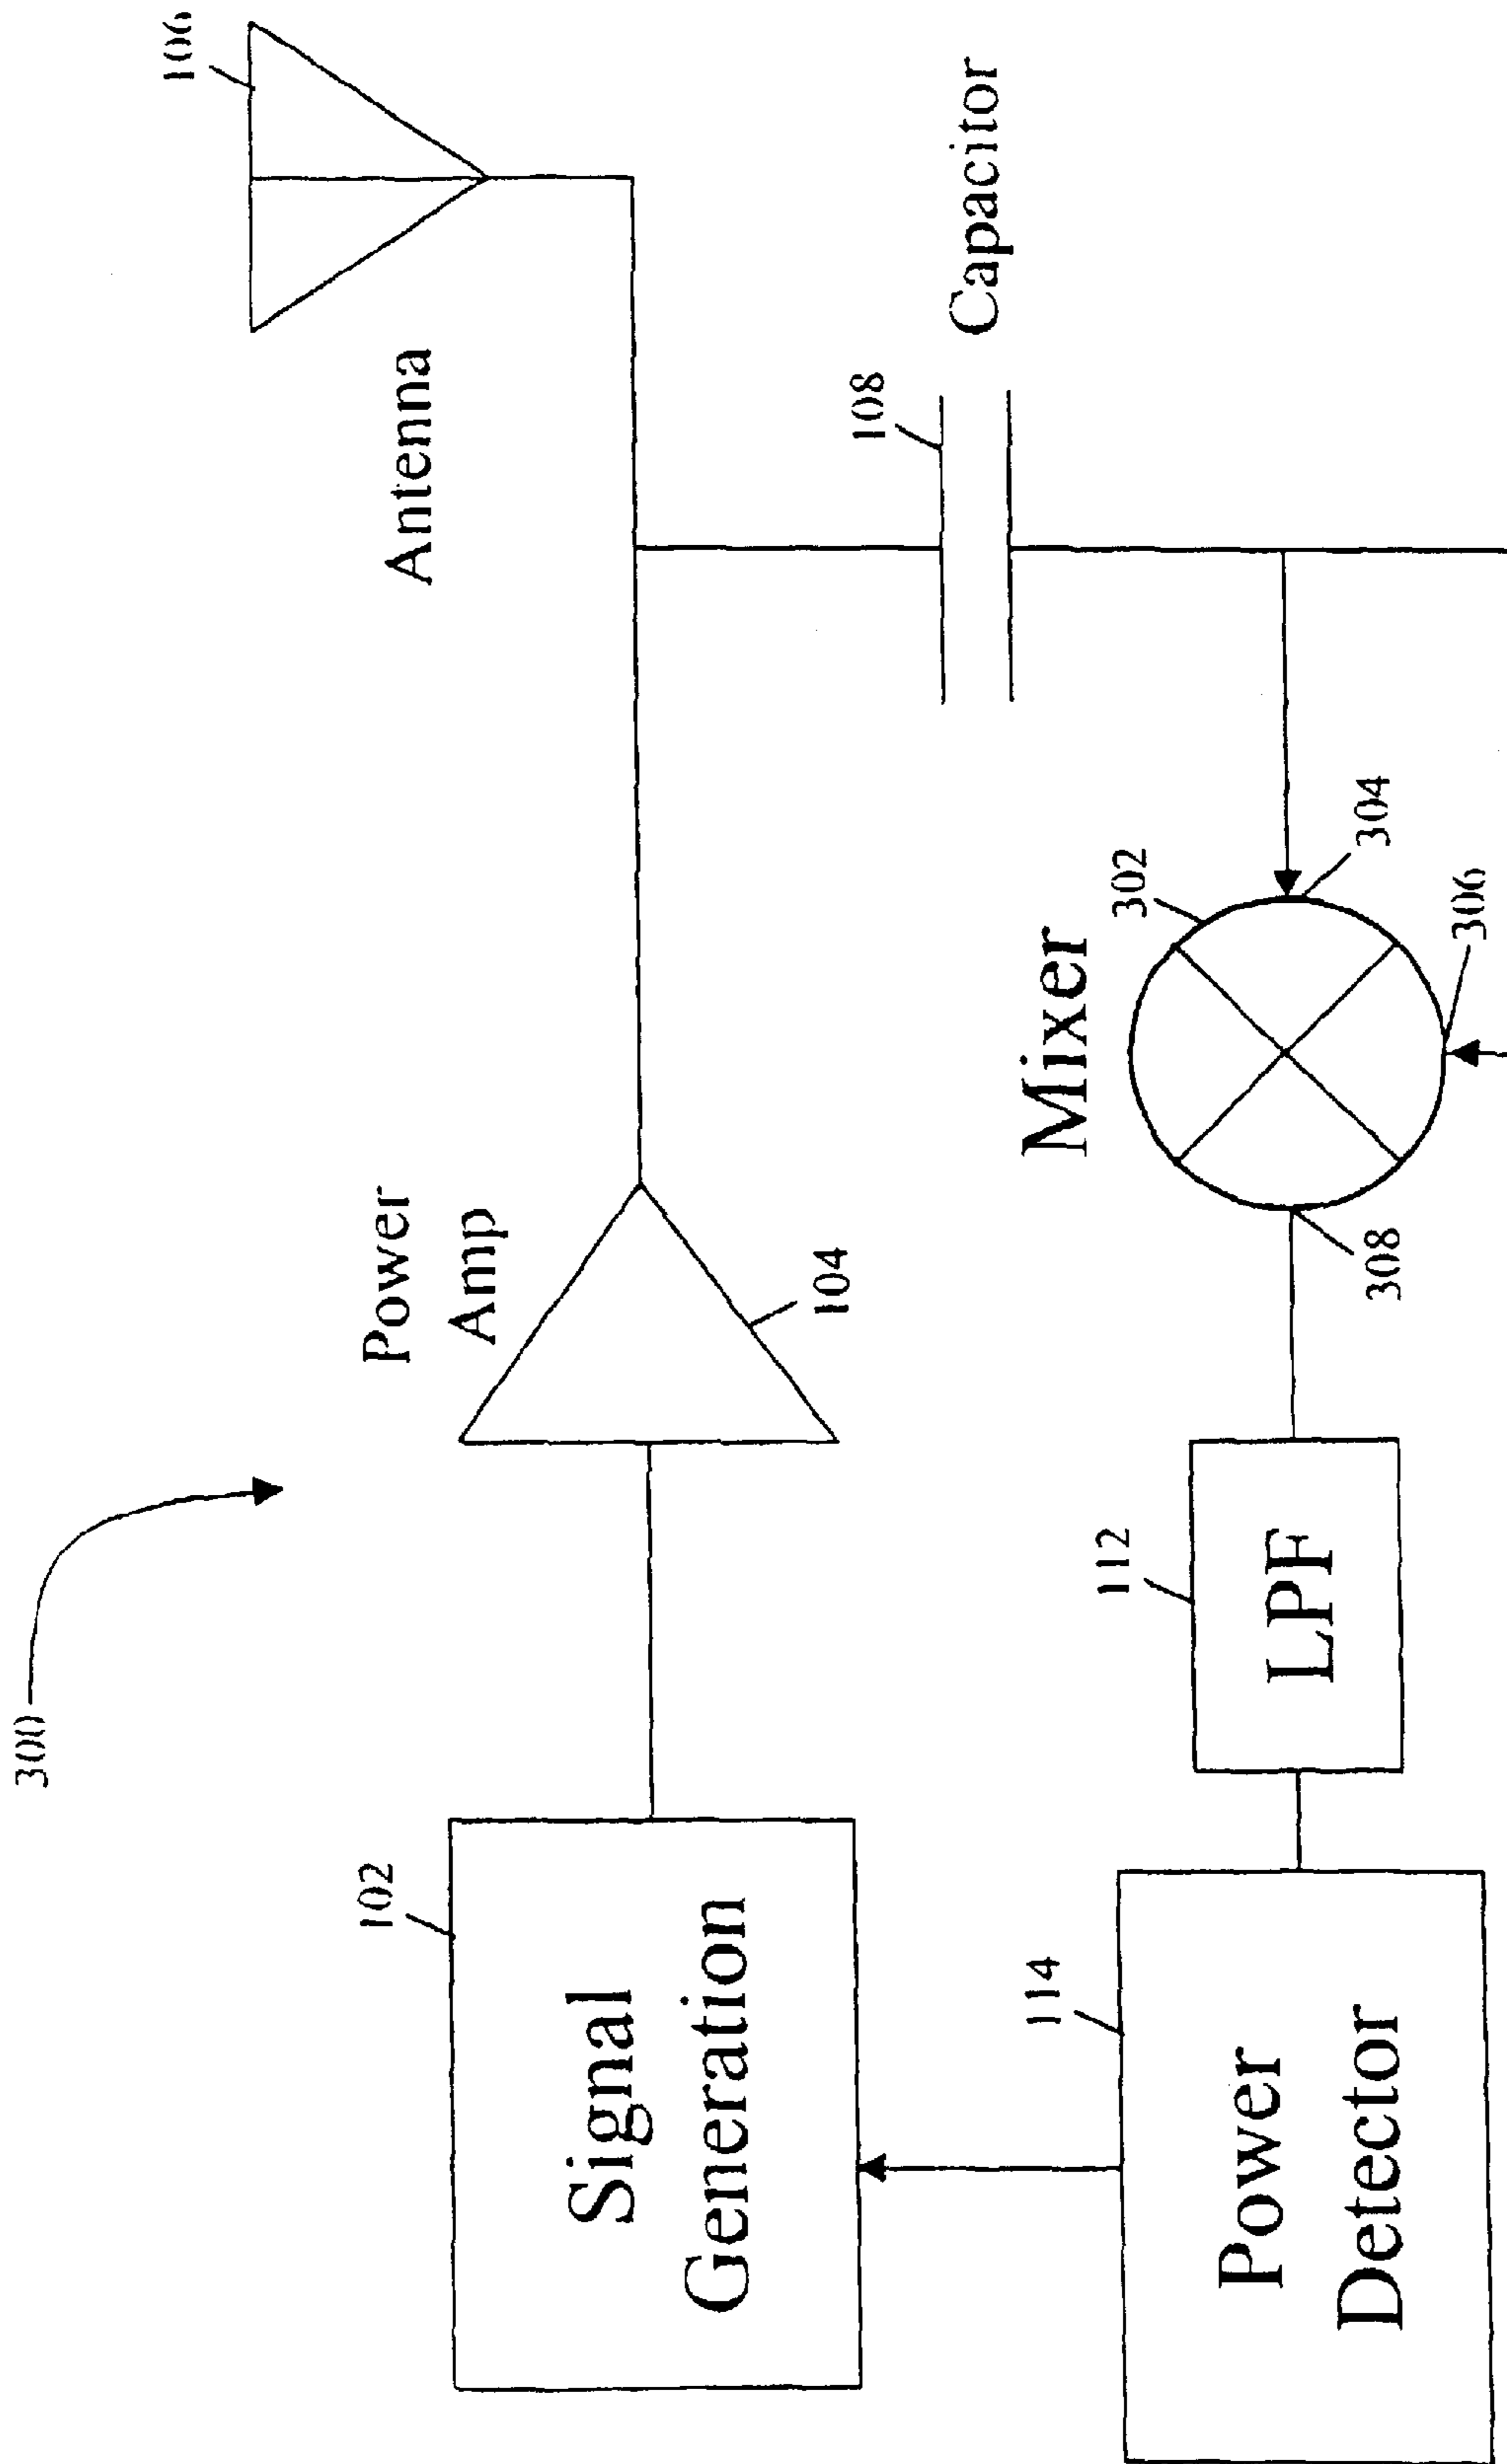 300
102
Signal
Generation
Power
Amp
104
Antenna
106
108
Capacitor
114
Power
Detector
112
LPF
308
Mixer
302
304
306